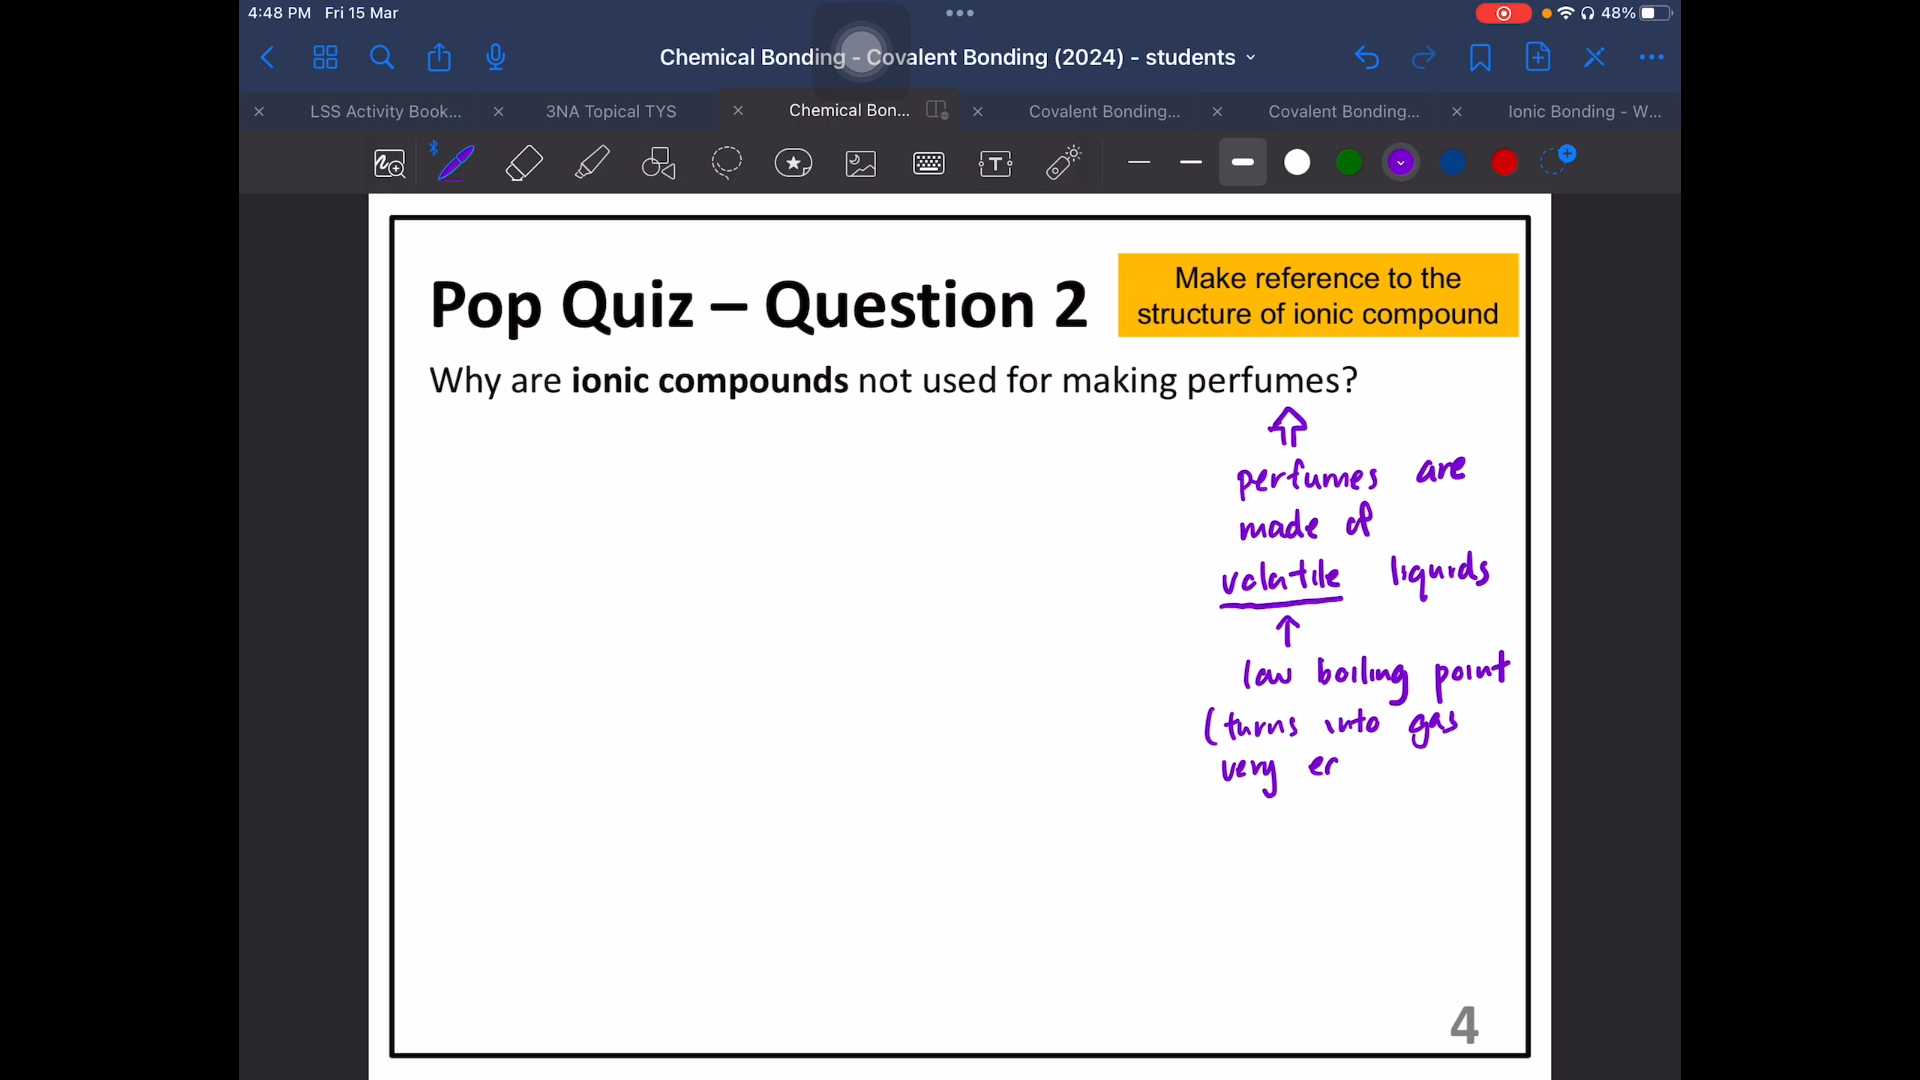 4:48 PM Fri 15 Mar
48%
Chemical Bonding - Covalent Bonding (2024) - students
LSS Activity Book...
3NA Topical TYS
Chemical Bon...
Covalent Bonding...
Covalent Bonding...
Ionic Bonding - W...
Pop Quiz – Question 2
Make reference to the
structure of ionic compound
Why are ionic compounds not used for making perfumes?
perfumes are
made of
volatile liquids
low boiling point
(turns into gas
very er
4